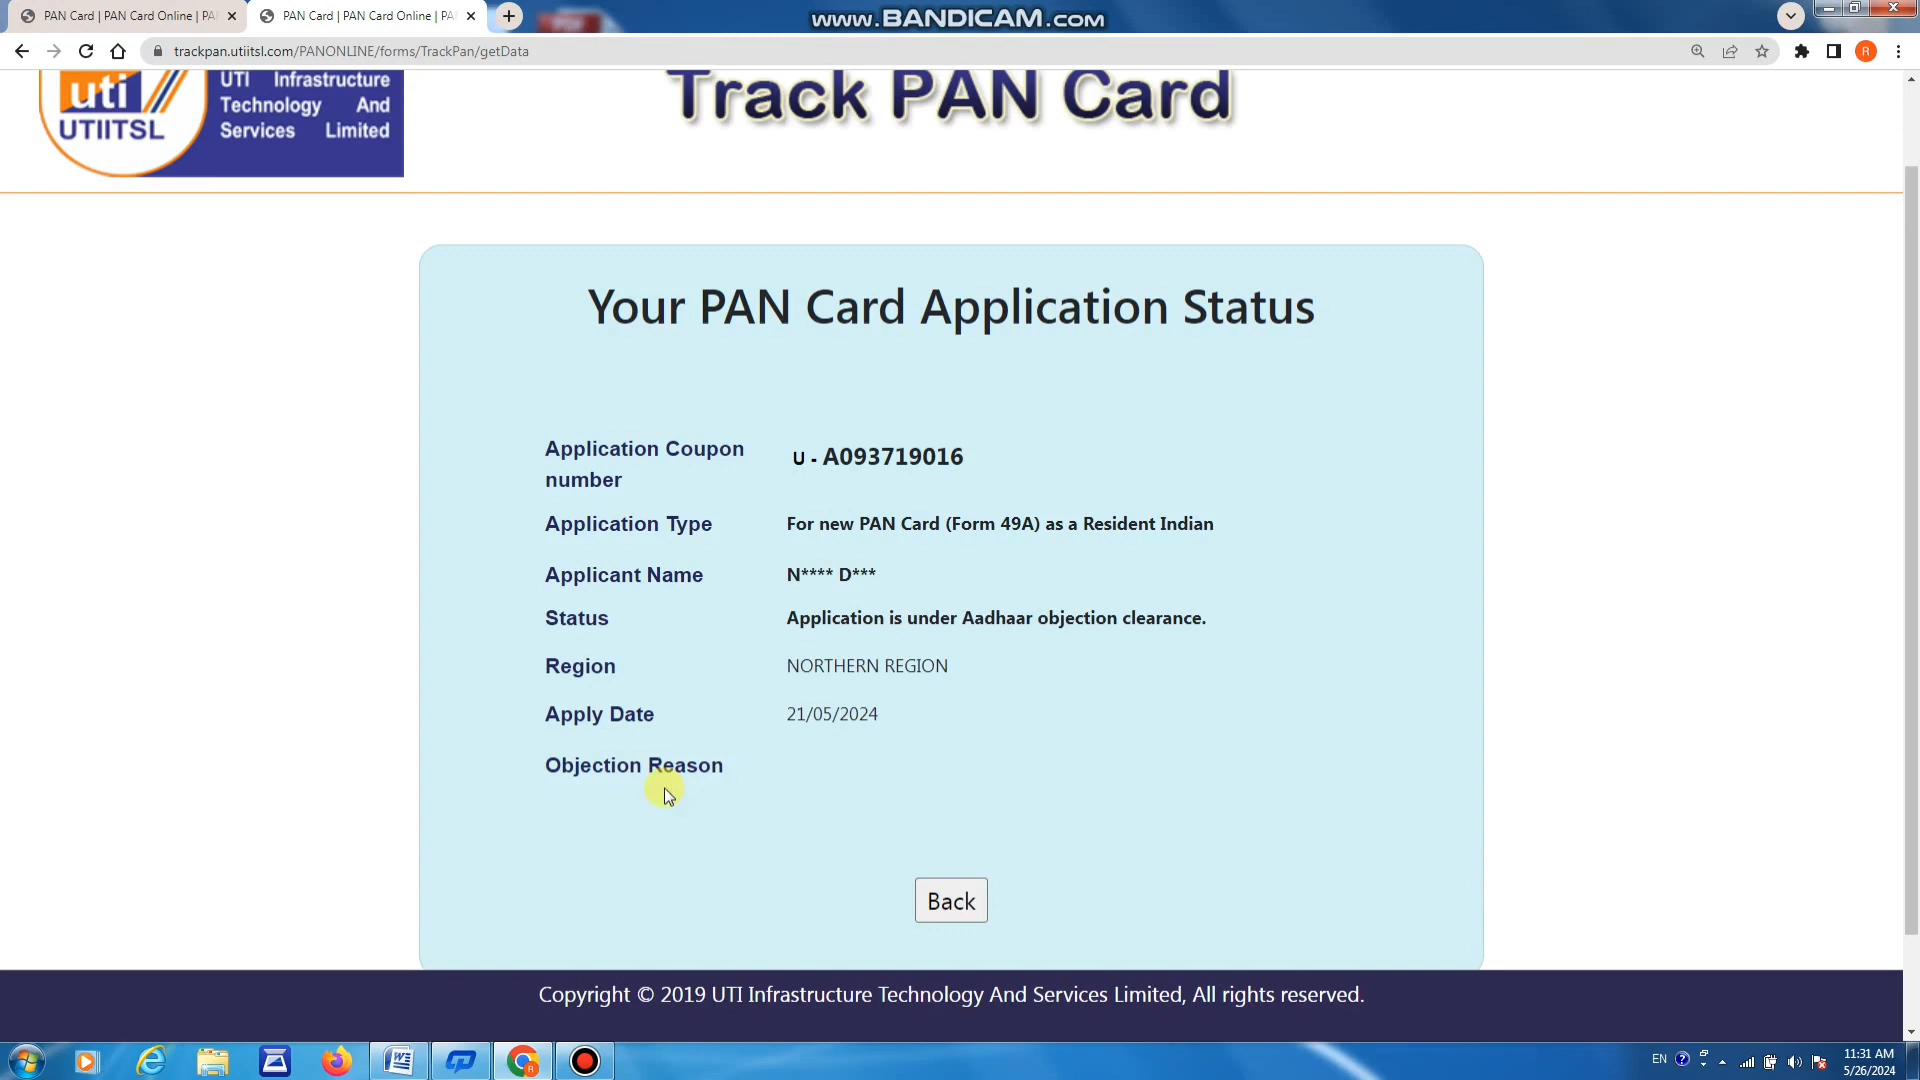 PAN Card | PAN Card Online | PA
PAN Card | PAN Card Online | PA
www.BANDICAM.com
trackpan.utiitsl.com/PANONLINE/forms/TrackPan/getData
R
uti
UTIITSL
UTI Infrastructure
Technology And
Services Limited
Track PAN Card
Your PAN Card Application Status
Application Coupon number U - A093719016
Application Type For new PAN Card (Form 49A) as a Resident Indian
Applicant Name N**** D***
Status Application is under Aadhaar objection clearance.
Region NORTHERN REGION
Apply Date 21/05/2024
Objection Reason
Back
Copyright © 2019 UTI Infrastructure Technology And Services Limited, All rights reserved.
EN
11:31 AM
5/26/2024